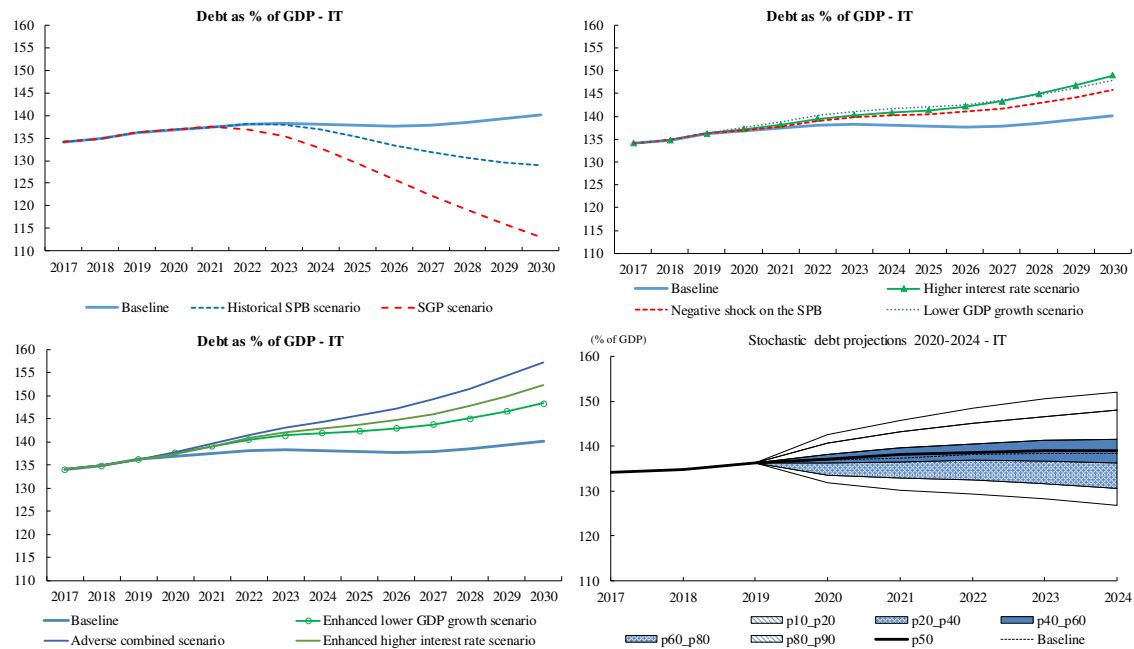 Debt as % of GDP - IT
160
155
150
145
140
135
130
125
120
115
110
2017 2018 2019 2020 2021 2022 2023 2024 2025 2026 2027 2028 2029 2030
Baseline Historical SPB scenario SGP scenario
Debt as % of GDP - IT
160
155
150
145
140
135
130
125
120
115
110
2017 2018 2019 2020 2021 2022 2023 2024 2025 2026 2027 2028 2029 2030
Baseline Higher interest rate scenario
Negative shock on the SPB Lower GDP growth scenario
Debt as % of GDP - IT
160
155
150
145
140
135
130
125
120
115
110
2017 2018 2019 2020 2021 2022 2023 2024 2025 2026 2027 2028 2029 2030
Baseline Enhanced lower GDP growth scenario
Adverse combined scenario Enhanced higher interest rate scenario
(% of GDP) Stochastic debt projections 2020-2024 - IT
160
150
140
130
120
110
2017 2018 2019 2020 2021 2022 2023 2024
p10_p20 p20_p40 p40_p60
p60_p80 p80_p90 p50 Baseline